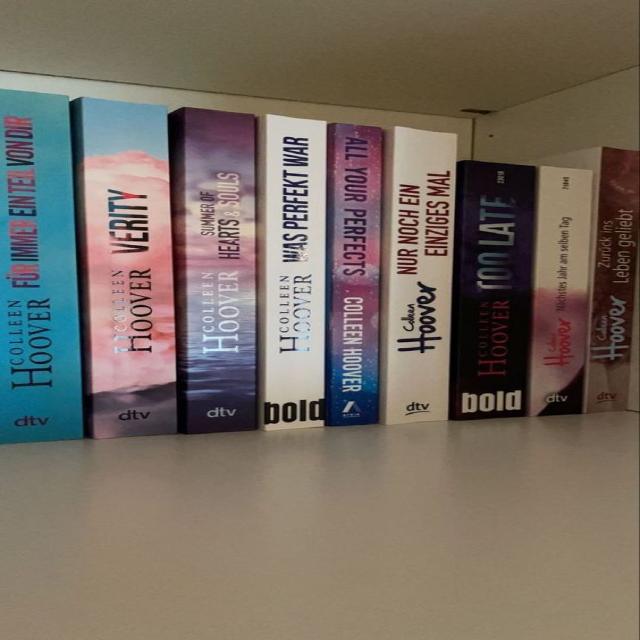 COLLEEN
HOOVER
FÜR IMMER EIN TEIL VON DIR
dtv
COLLEEN
HOOVER
VERITY
dtv
COLLEEN
HOOVER
SUMMER OF
HEARTS & SOULS
dtv
COLLEEN
HOOVER
WAS PERFEKT WAR
bold
ALL YOUR PERFECTS
COLLEEN HOOVER
Colleen
Hoover
NUR NOCH EIN
EINZIGES MAL
dtv
COLLEEN
HOOVER
TOO LATE
bold
Colleen
Hoover
Nächstes Jahr am selben Tag
dtv
Colleen
Hoover
Zurück ins
Leben geliebt
dtv